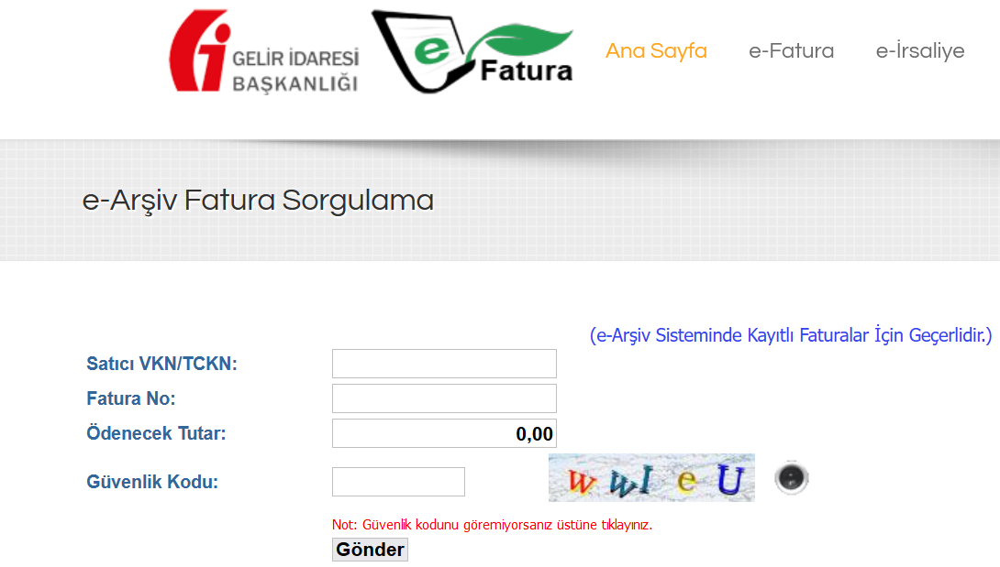 GELİR İDARESİ
BAŞKANLIĞI
e
Fatura
Ana Sayfa e-Fatura e-İrsaliye
e-Arşiv Fatura Sorgulama
(e-Arşiv Sisteminde Kayıtlı Faturalar İçin Geçerlidir.)
Satıcı VKN/TCKN:
Fatura No:
Ödenecek Tutar: 0,00
Güvenlik Kodu:
Not: Güvenlik kodunu göremiyorsanız üstüne tıklayınız.
Gönder